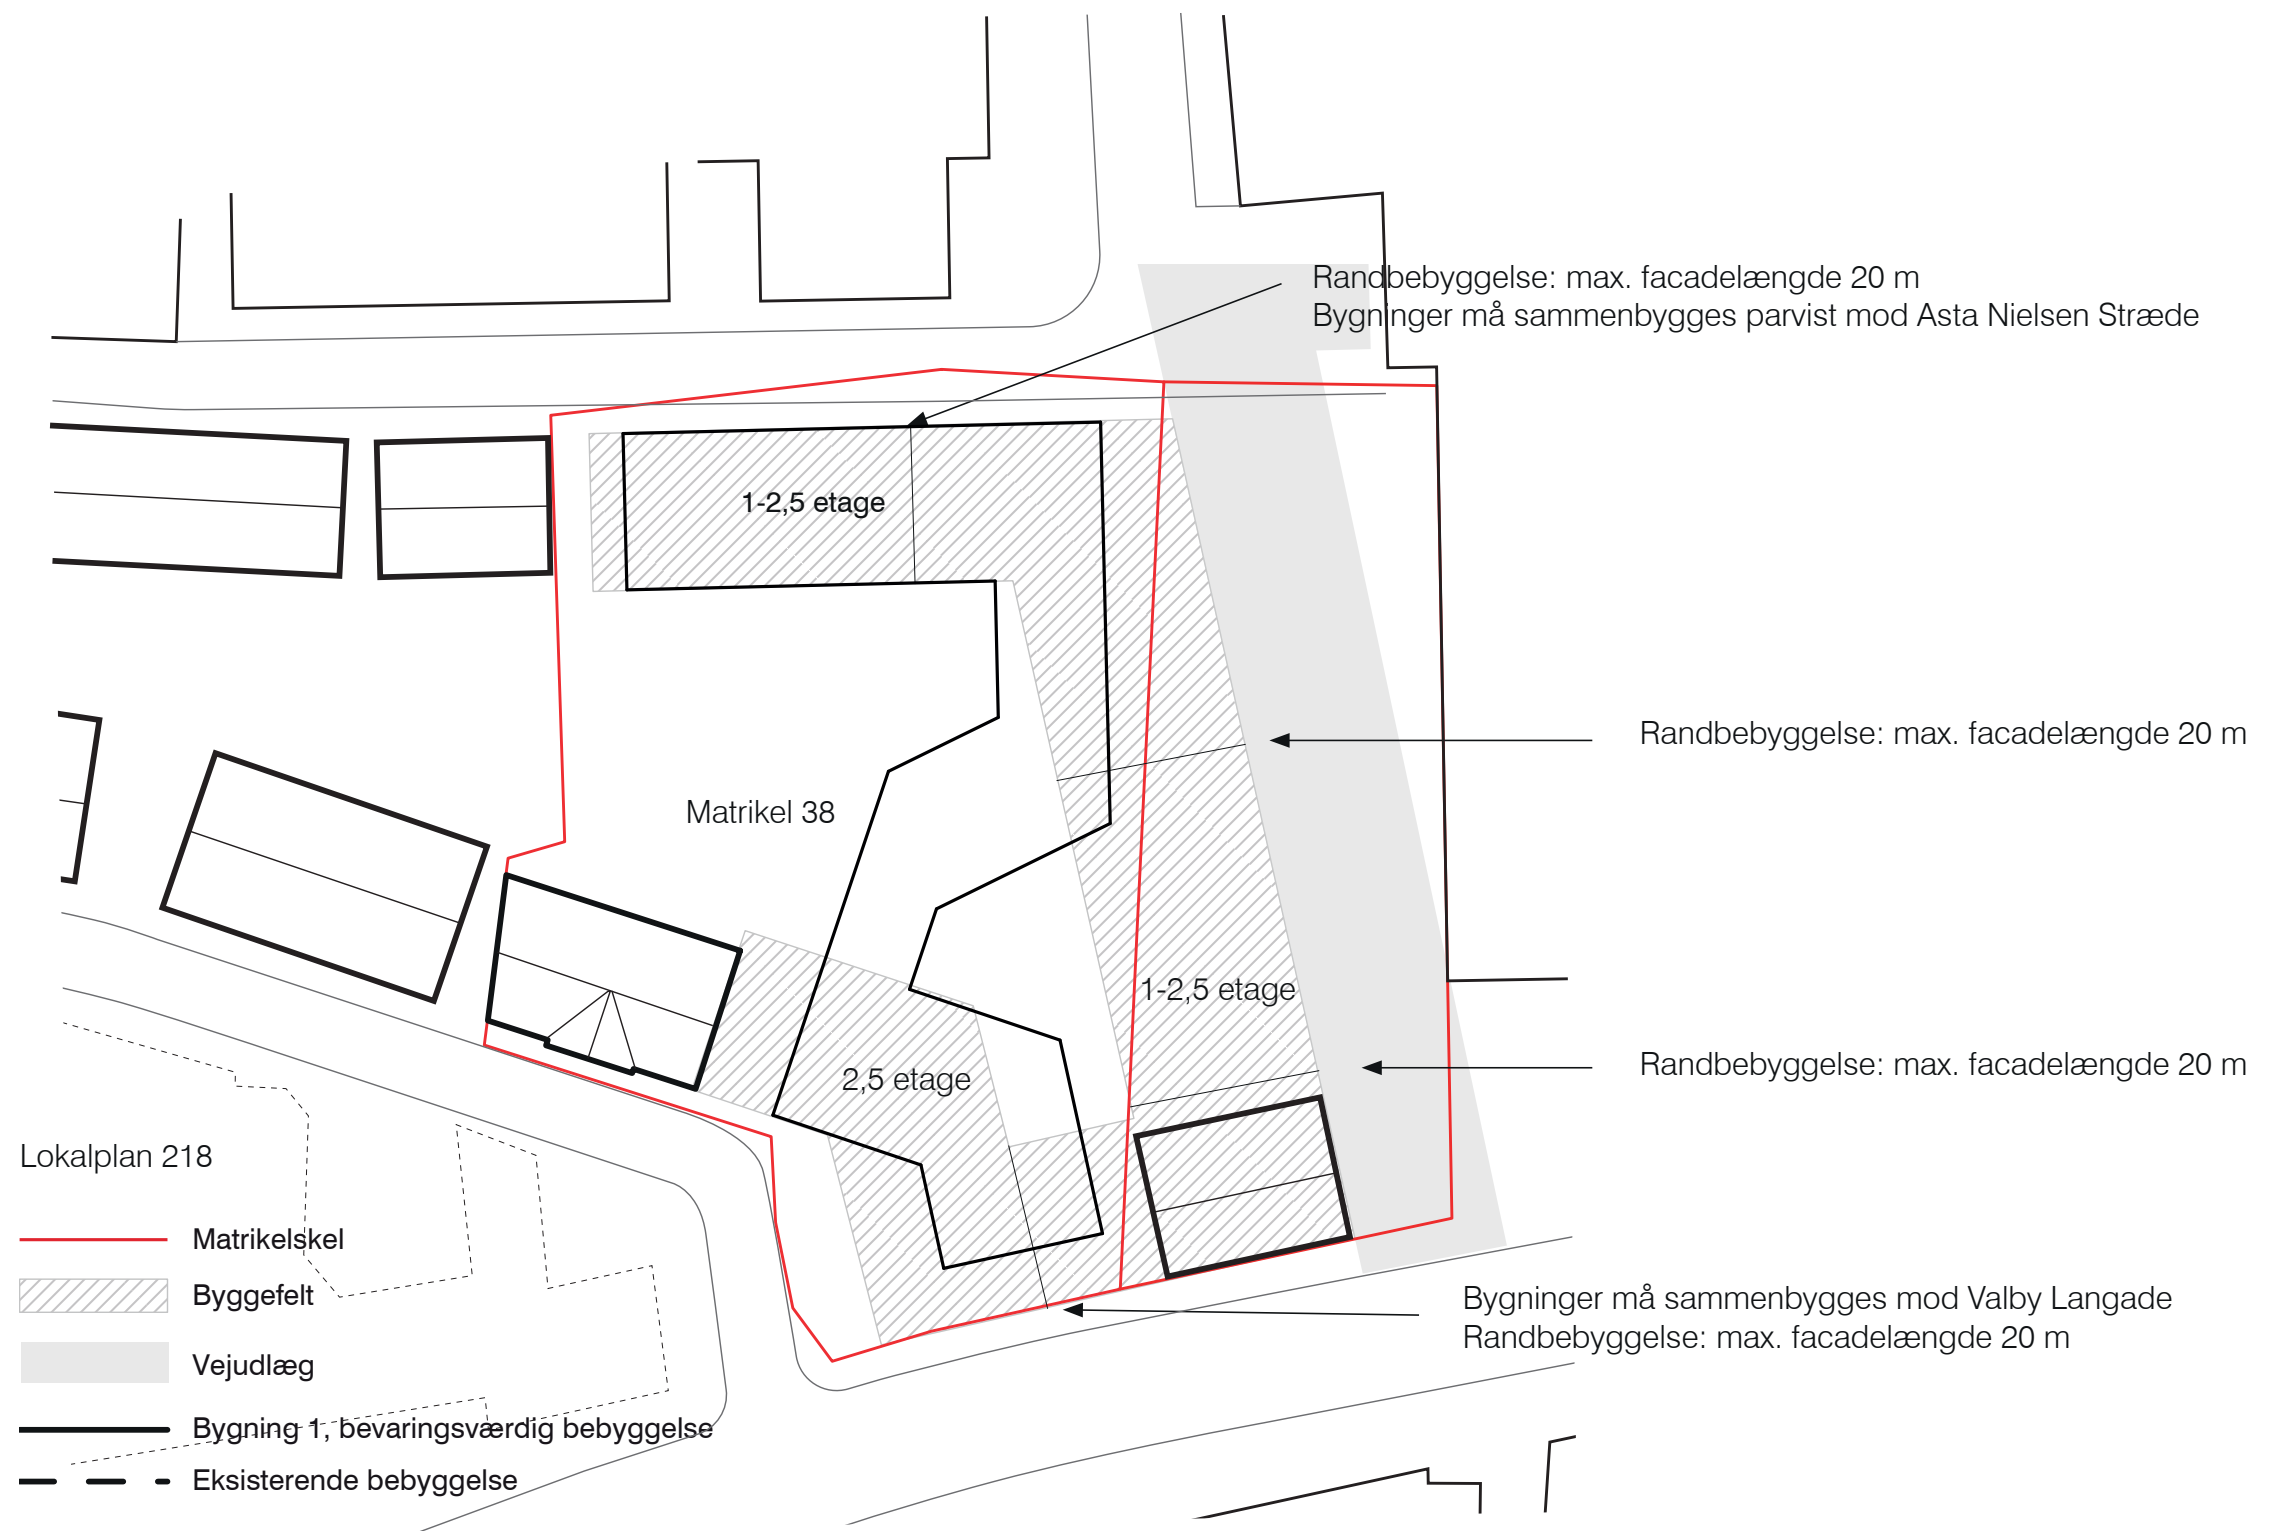 Randbebyggelse: max. facadelængde 20 m
Bygninger må sammenbygges parvist mod Asta Nielsen Stræde
1-2,5 etage
Randbebyggelse: max. facadelængde 20 m
Matrikel 38
1-2,5 etage
Randbebyggelse: max. facadelængde 20 m
2,5 etage
Bygninger må sammenbygges mod Valby Langade
Randbebyggelse: max. facadelængde 20 m
Lokalplan 218
Matrikelskel
Byggefelt
Vejudlæg
Bygning 1, bevaringsværdig bebyggelse
Eksisterende bebyggelse